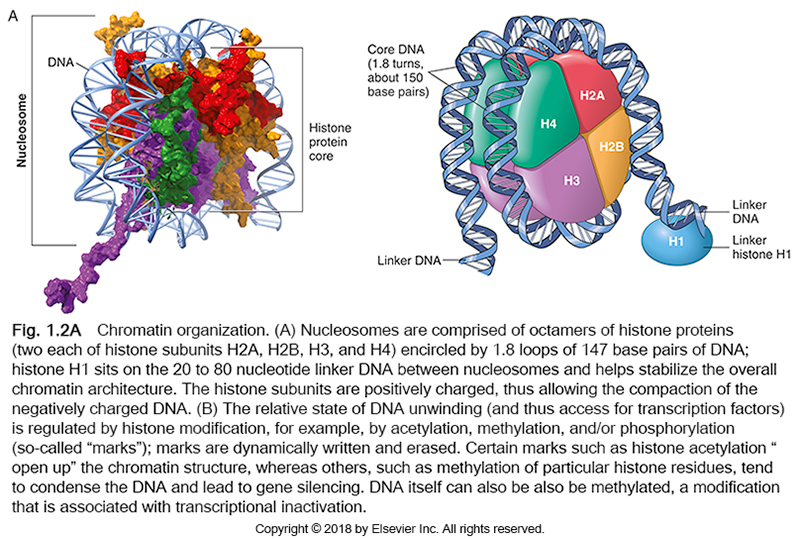 A
Nucleosome
DNA
Histone
protein
core
Core DNA
(1.8 turns,
about 150
base pairs)
H2A
H4
H2B
H3
Linker
DNA
H1
Linker
histone H1
Linker DNA
Fig. 1.2A Chromatin organization. (A) Nucleosomes are comprised of octamers of histone proteins
(two each of histone subunits H2A, H2B, H3, and H4) encircled by 1.8 loops of 147 base pairs of DNA;
histone H1 sits on the 20 to 80 nucleotide linker DNA between nucleosomes and helps stabilize the overall
chromatin architecture. The histone subunits are positively charged, thus allowing the compaction of the
negatively charged DNA. (B) The relative state of DNA unwinding (and thus access for transcription factors)
is regulated by histone modification, for example, by acetylation, methylation, and/or phosphorylation
(so-called “marks”); marks are dynamically written and erased. Certain marks such as histone acetylation “
open up” the chromatin structure, whereas others, such as methylation of particular histone residues, tend
to condense the DNA and lead to gene silencing. DNA itself can also be also be methylated, a modification
that is associated with transcriptional inactivation.
Copyright © 2018 by Elsevier Inc. All rights reserved.